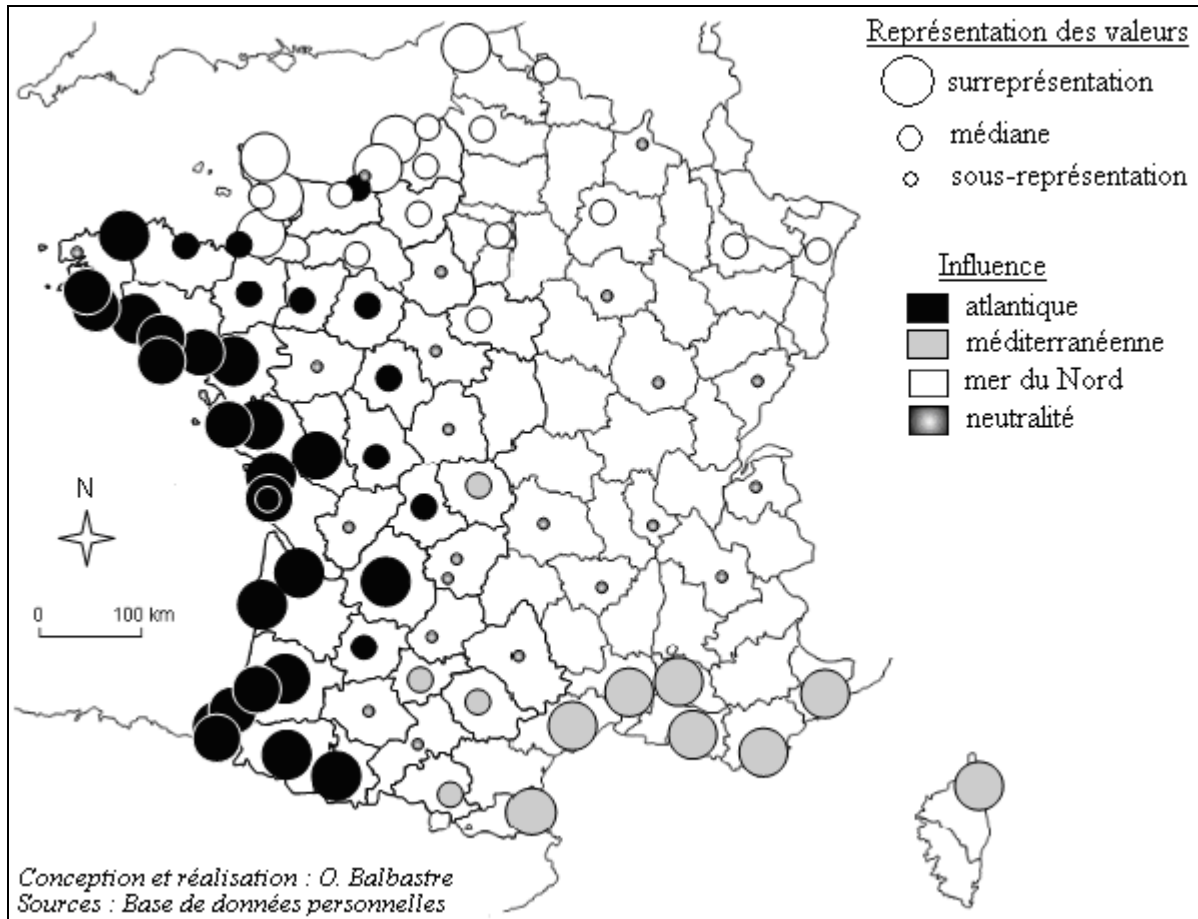 Représentation des valeurs
surreprésentation
médiane
sous-représentation
Influence
atlantique
méditerranéenne
mer du Nord
neutralité
N
0 100 km
Conception et réalisation : O. Balbastre
Sources : Base de données personnelles